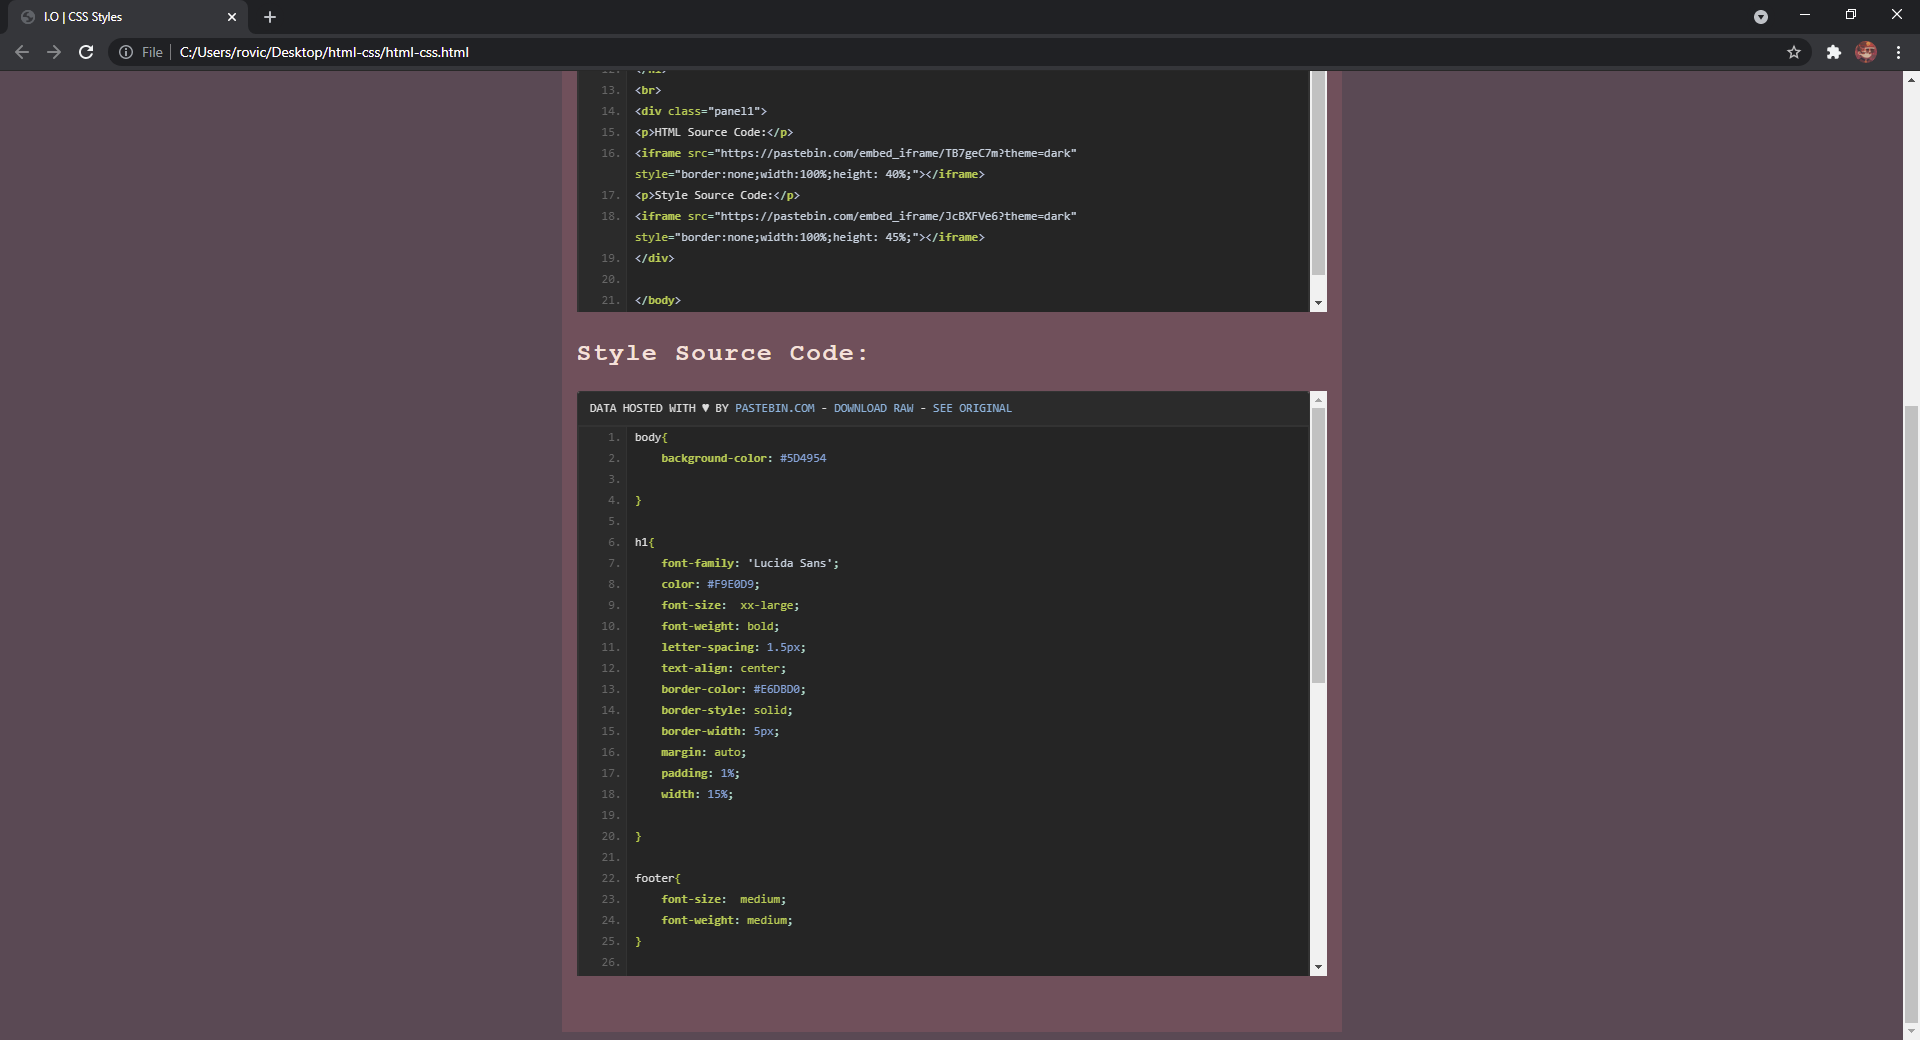 I.O | CSS Styles
File C:/Users/rovic/Desktop/html-css/html-css.html
12. </h1>
13. <br>
14. <div class="panel1">
15. <p>HTML Source Code:</p>
16. <iframe src="https://pastebin.com/embed_iframe/TB7geC7m?theme=dark"
style="border:none;width:100%;height: 40%;"></iframe>
17. <p>Style Source Code:</p>
18. <iframe src="https://pastebin.com/embed_iframe/JcBXFVe6?theme=dark"
style="border:none;width:100%;height: 45%;"></iframe>
19. </div>
20.
21. </body>
Style Source Code:
DATA HOSTED WITH ♥ BY PASTEBIN.COM - DOWNLOAD RAW - SEE ORIGINAL
1. body{
2. background-color: #5D4954
3.
4. }
5.
6. h1{
7. font-family: 'Lucida Sans';
8. color: #F9E0D9;
9. font-size:  xx-large;
10. font-weight: bold;
11. letter-spacing: 1.5px;
12. text-align: center;
13. border-color: #E6DBD0;
14. border-style: solid;
15. border-width: 5px;
16. margin: auto;
17. padding: 1%;
18. width: 15%;
19.
20. }
21.
22. footer{
23. font-size:  medium;
24. font-weight: medium;
25. }
26.